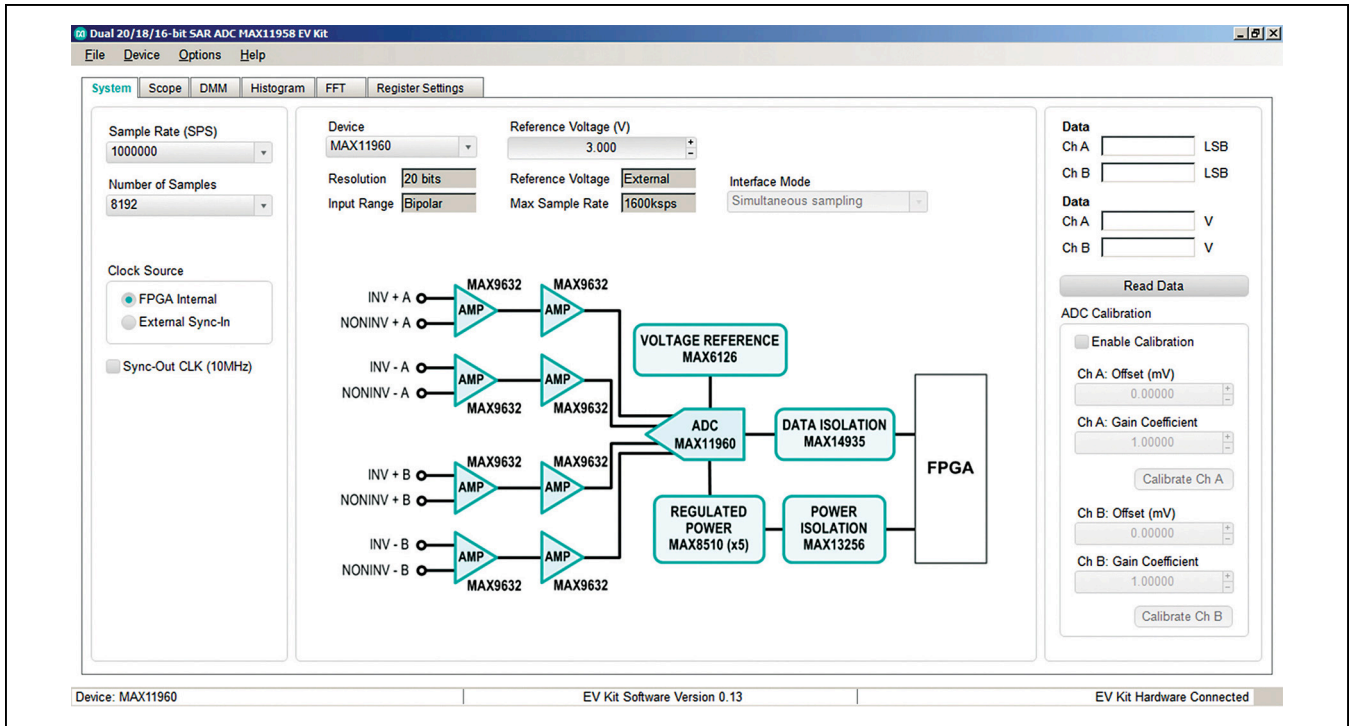 Dual 20/18/16-bit SAR ADC MAX11958 EV Kit
File Device Options Help
System Scope DMM Histogram FFT Register Settings
Sample Rate (SPS)
1000000
Number of Samples
8192
Clock Source
FPGA Internal
External Sync-In
Sync-Out CLK (10MHz)
Device
MAX11960
Reference Voltage (V)
3.000
Resolution 20 bits
Reference Voltage External
Input Range Bipolar
Max Sample Rate 1600ksps
Interface Mode
Simultaneous sampling
INV + A
NONINV + A
MAX9632
AMP
MAX9632
AMP
INV - A
NONINV - A
AMP
MAX9632
AMP
MAX9632
INV + B
NONINV + B
MAX9632
AMP
MAX9632
AMP
INV - B
NONINV - B
AMP
MAX9632
AMP
MAX9632
VOLTAGE REFERENCE
MAX6126
ADC
MAX11960
DATA ISOLATION
MAX14935
REGULATED
POWER
MAX8510 (x5)
POWER
ISOLATION
MAX13256
FPGA
Data
Ch A LSB
Ch B LSB
Data
Ch A V
Ch B V
Read Data
ADC Calibration
Enable Calibration
Ch A: Offset (mV)
0.00000
Ch A: Gain Coefficient
1.00000
Calibrate Ch A
Ch B: Offset (mV)
0.00000
Ch B: Gain Coefficient
1.00000
Calibrate Ch B
Device: MAX11960
EV Kit Software Version 0.13
EV Kit Hardware Connected